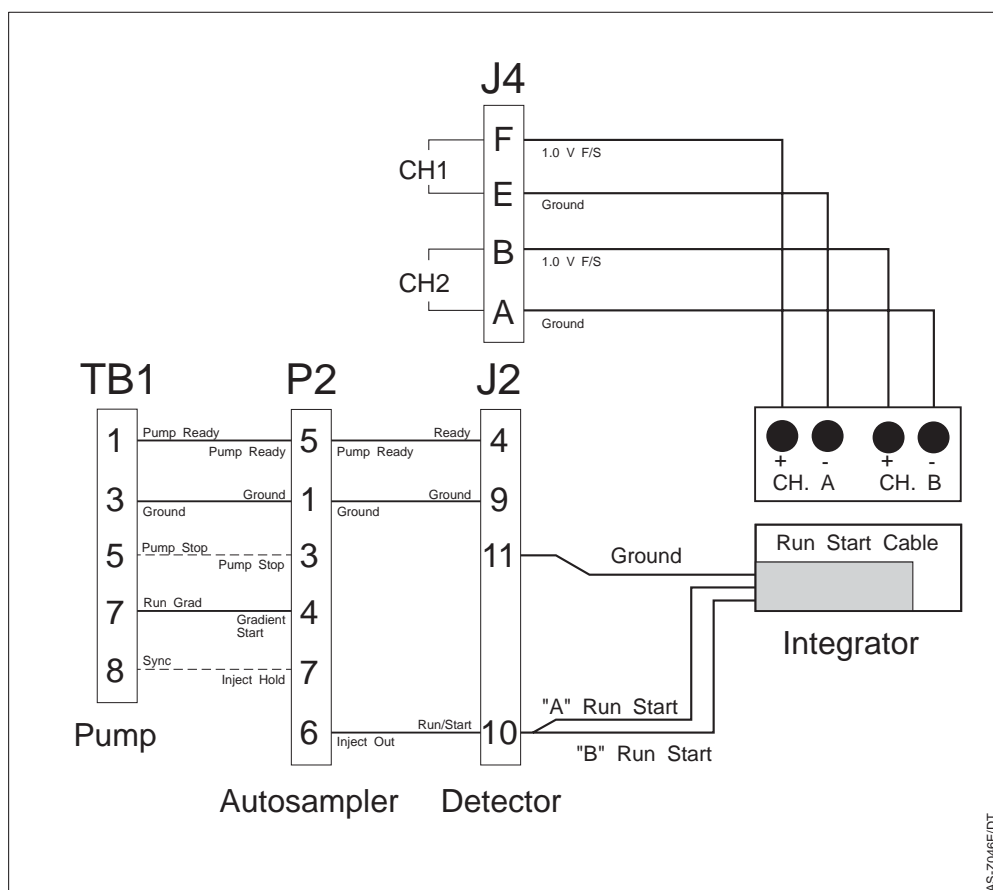 J4
F
1.0 V F/S
CH1
E
Ground
B
1.0 V F/S
CH2
A
Ground
TB1
P2
J2
1
Pump Ready
Pump Ready
5
Pump Ready
Ready
4
3
Ground
Ground
1
Ground
Ground
9
5
Pump Stop
Pump Stop
3
11
Ground
7
Run Grad
Gradient
Start
4
8
Sync
Inject Hold
7
6
Inject Out
Run/Start
10
"A" Run Start
"B" Run Start
+ - + -
CH. A CH. B
Run Start Cable
Integrator
Pump
Autosampler
Detector
AS-Z046E/DT